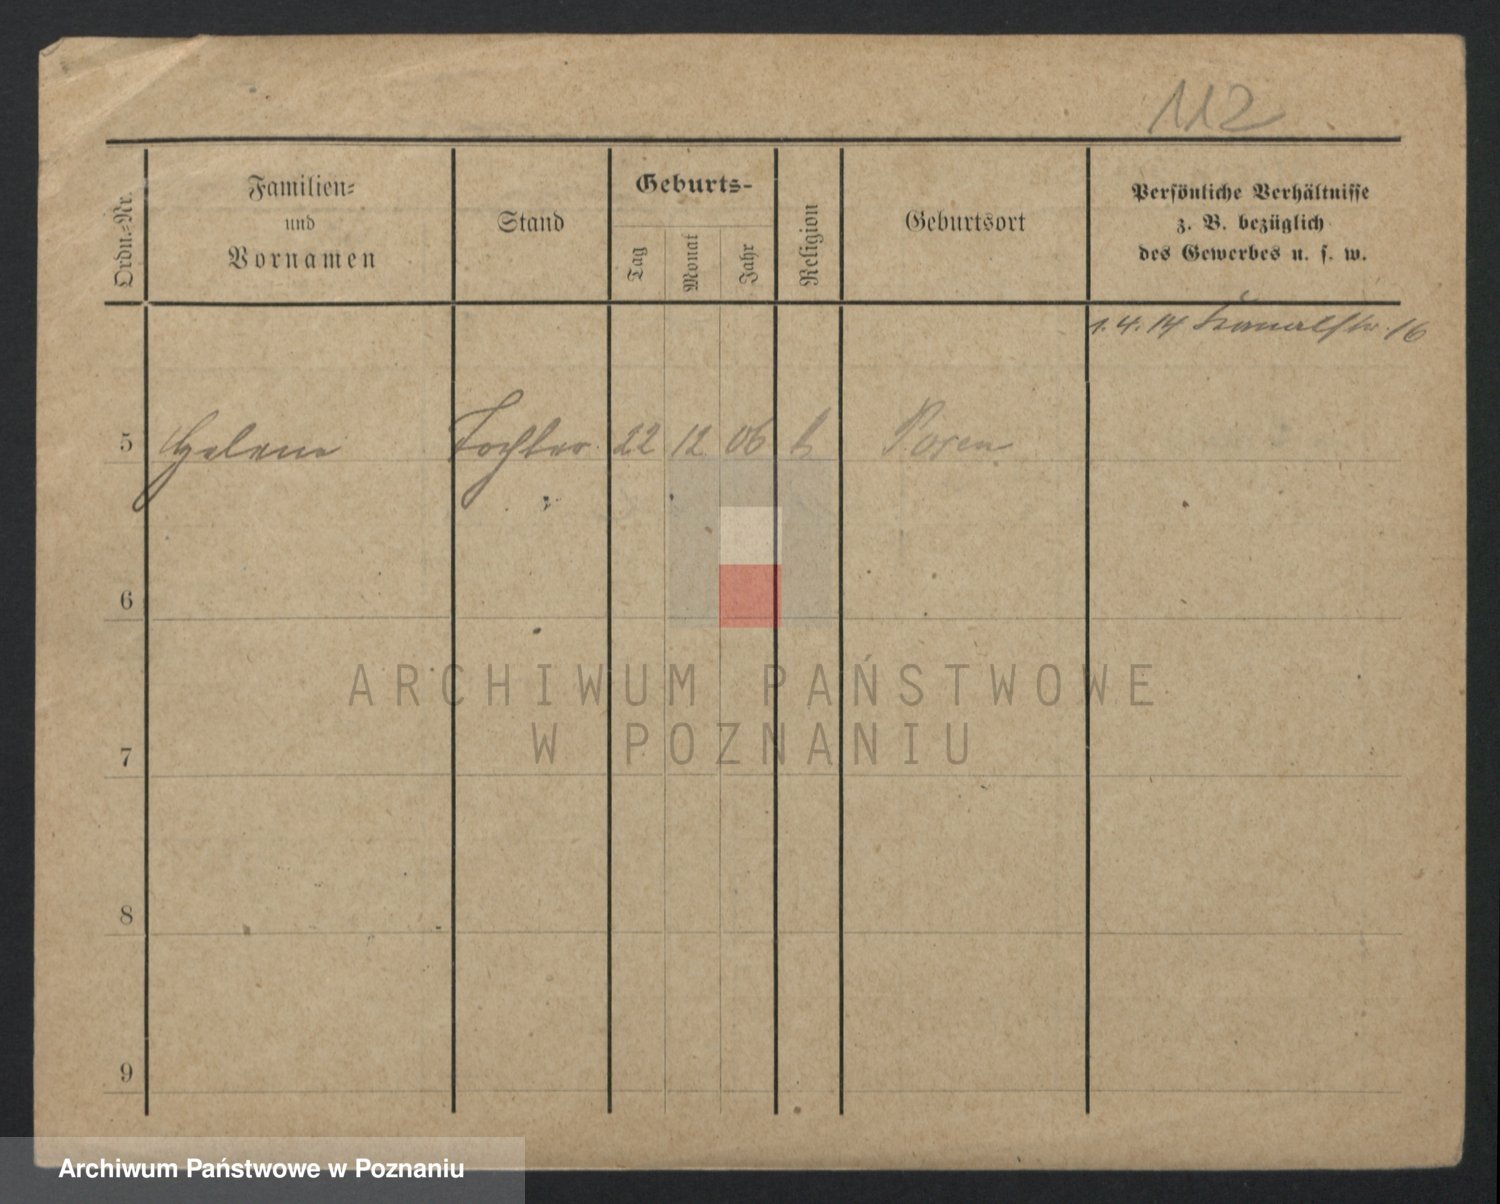 112
Ordn.-Nr.
Familien-
und
Vornamen
Stand
Geburts-
Tag
Monat
Jahr
Religion
Geburtsort
Persönliche Verhältnisse
z. B. bezüglich
des Gewerbes u. s. w.
1. 4. 14 Kanalstr. 16
5 Helene Tochter 22 12 06 k Posen
6
7
8
9
ARCHIWUM PAŃSTWOWE
W POZNANIU
Archiwum Państwowe w Poznaniu